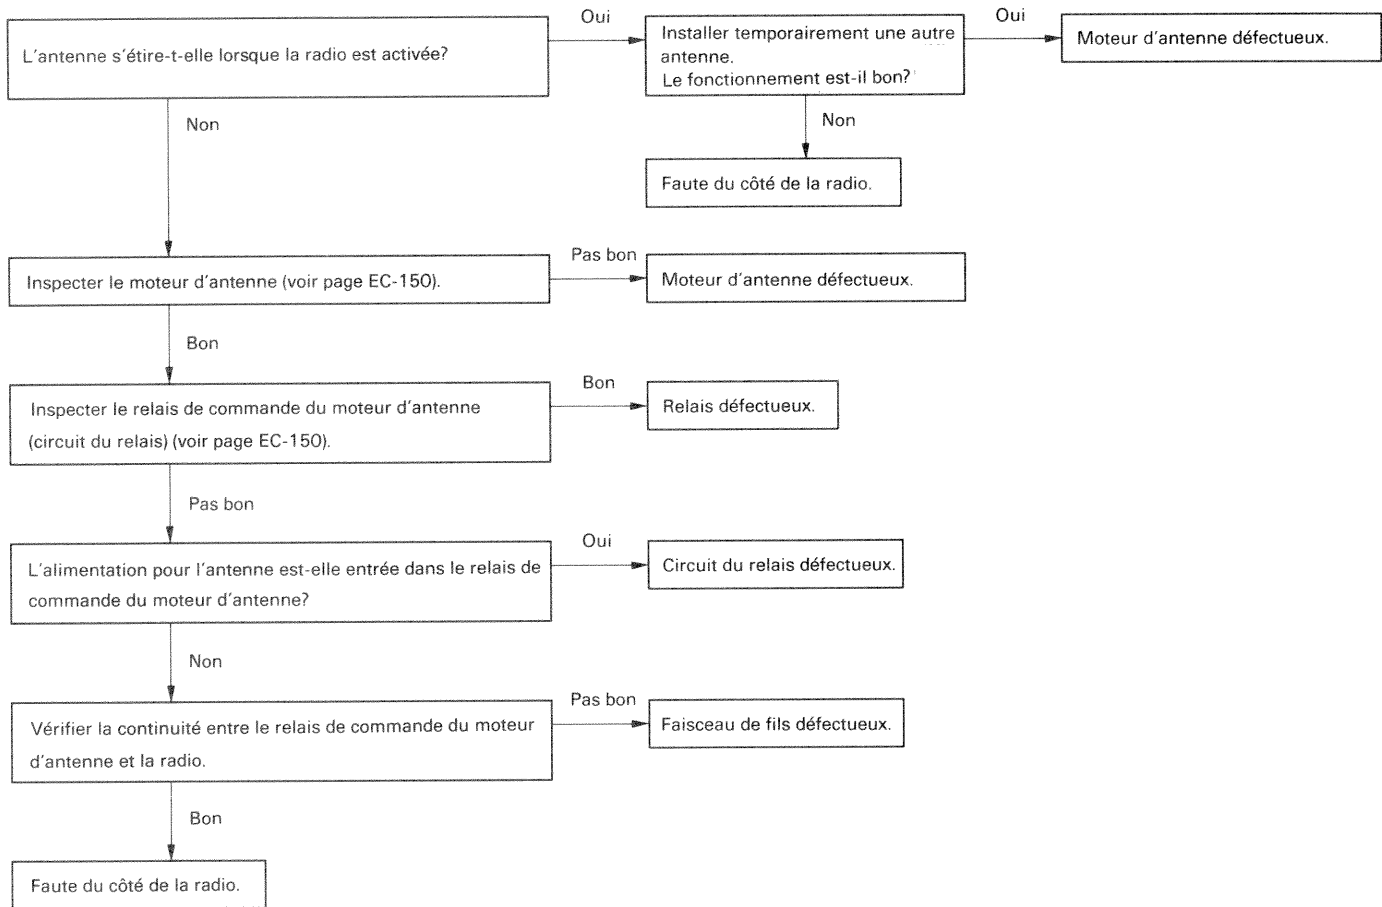 Oui
Oui
L'antenne s'étire-t-elle lorsque la radio est activée?
Installer temporairement une autre
antenne.
Le fonctionnement est-il bon?
Moteur d'antenne défectueux.
Non
Non
Faute du côté de la radio.
Pas bon
Inspecter le moteur d'antenne (voir page EC-150).
Moteur d'antenne défectueux.
Bon
Bon
Inspecter le relais de commande du moteur d'antenne
(circuit du relais) (voir page EC-150).
Relais défectueux.
Pas bon
Oui
L'alimentation pour l'antenne est-elle entrée dans le relais de
commande du moteur d'antenne?
Circuit du relais défectueux.
Non
Pas bon
Vérifier la continuité entre le relais de commande du moteur
d'antenne et la radio.
Faisceau de fils défectueux.
Bon
Faute du côté de la radio.